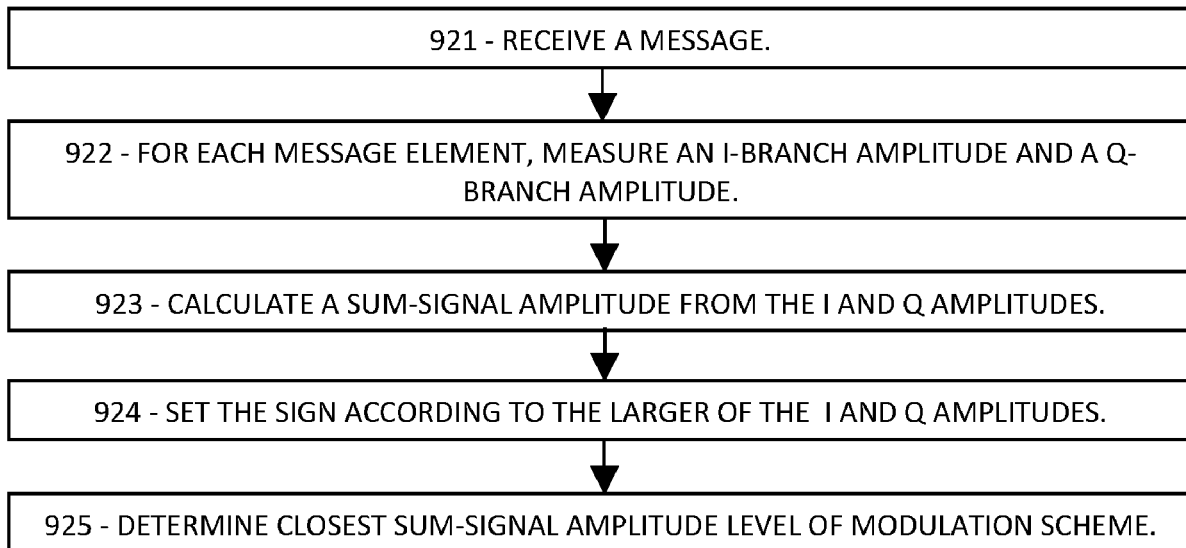 921 - RECEIVE A MESSAGE.
922 - FOR EACH MESSAGE ELEMENT, MEASURE AN I-BRANCH AMPLITUDE AND A Q-
BRANCH AMPLITUDE.
923 - CALCULATE A SUM-SIGNAL AMPLITUDE FROM THE I AND Q AMPLITUDES.
924 - SET THE SIGN ACCORDING TO THE LARGER OF THE I AND Q AMPLITUDES.
925 - DETERMINE CLOSEST SUM-SIGNAL AMPLITUDE LEVEL OF MODULATION SCHEME.